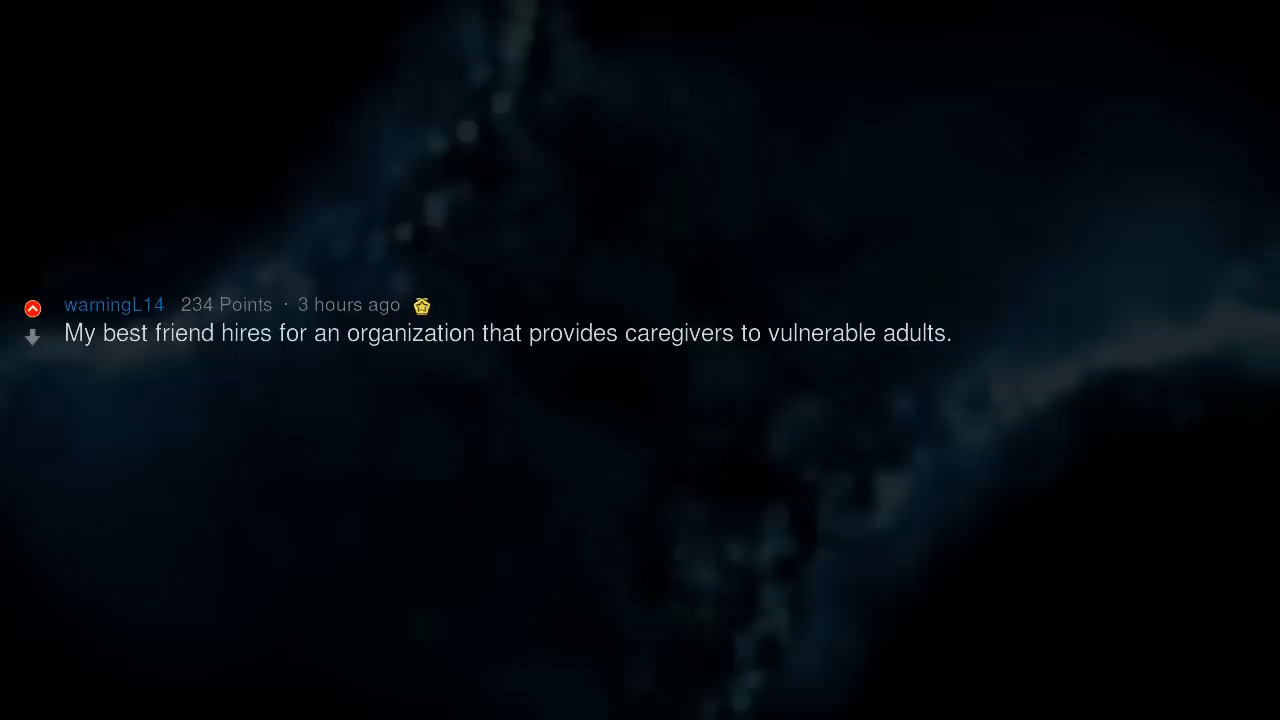 warningL14 234 Points · 3 hours ago
My best friend hires for an organization that provides caregivers to vulnerable adults.